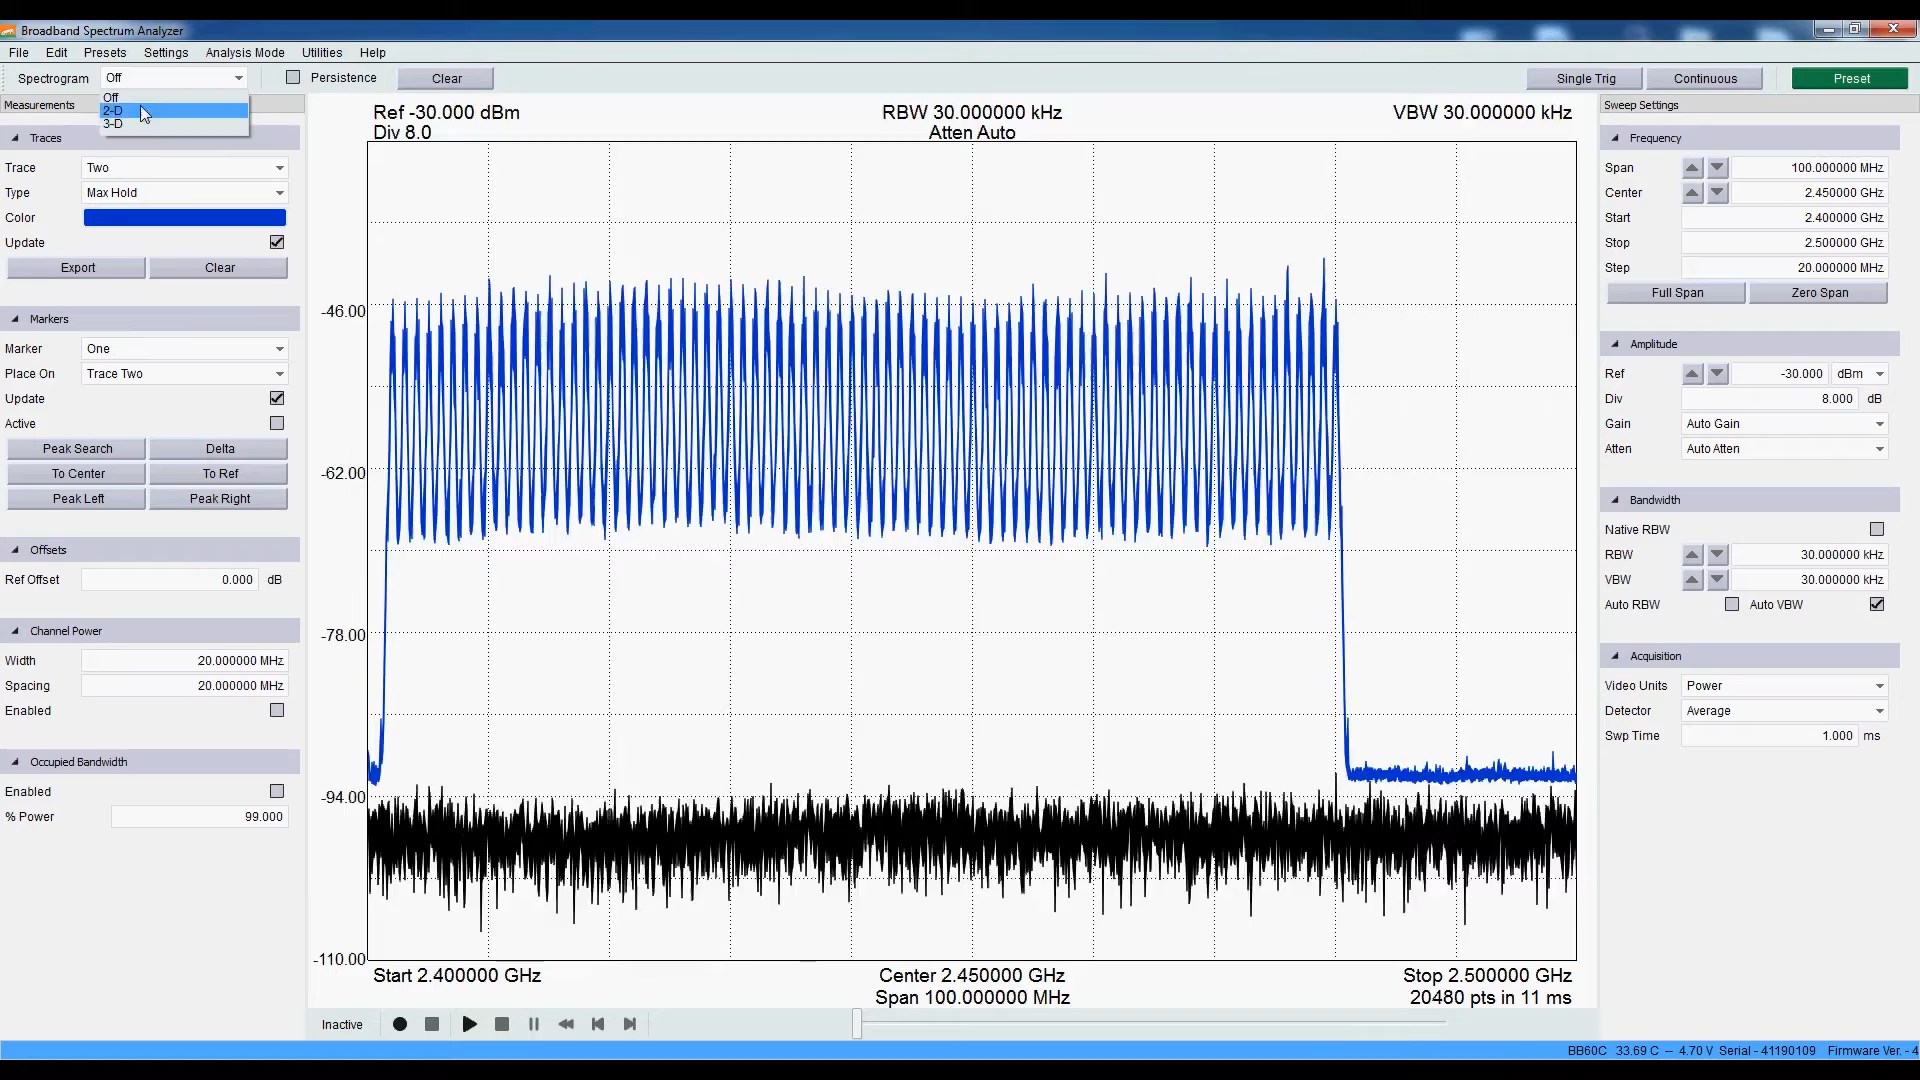 Broadband Spectrum Analyzer
File Edit Presets Settings Analysis Mode Utilities Help
Spectrogram Off Persistence Clear Single Trig Continuous Preset
Off
2-D
3-D
Measurements
Traces
Trace Two
Type Max Hold
Color
Update
Export Clear
Markers
Marker One
Place On Trace Two
Update
Active
Peak Search Delta
To Center To Ref
Peak Left Peak Right
Offsets
Ref Offset 0.000 dB
Channel Power
Width 20.000000 MHz
Spacing 20.000000 MHz
Enabled
Occupied Bandwidth
Enabled
% Power 99.000
Ref -30.000 dBm RBW 30.000000 kHz VBW 30.000000 kHz
Div 8.0 Atten Auto
-46.00
-62.00
-78.00
-94.00
-110.00
Start 2.400000 GHz Center 2.450000 GHz Stop 2.500000 GHz
Span 100.000000 MHz 20480 pts in 11 ms
Inactive
Sweep Settings
Frequency
Span 100.000000 MHz
Center 2.450000 GHz
Start 2.400000 GHz
Stop 2.500000 GHz
Step 20.000000 MHz
Full Span Zero Span
Amplitude
Ref -30.000 dBm
Div 8.000 dB
Gain Auto Gain
Atten Auto Atten
Bandwidth
Native RBW
RBW 30.000000 kHz
VBW 30.000000 kHz
Auto RBW Auto VBW
Acquisition
Video Units Power
Detector Average
Swp Time 1.000 ms
BB60C 33.69 C -- 4.70 V Serial - 41190109 Firmware Ver. - 4